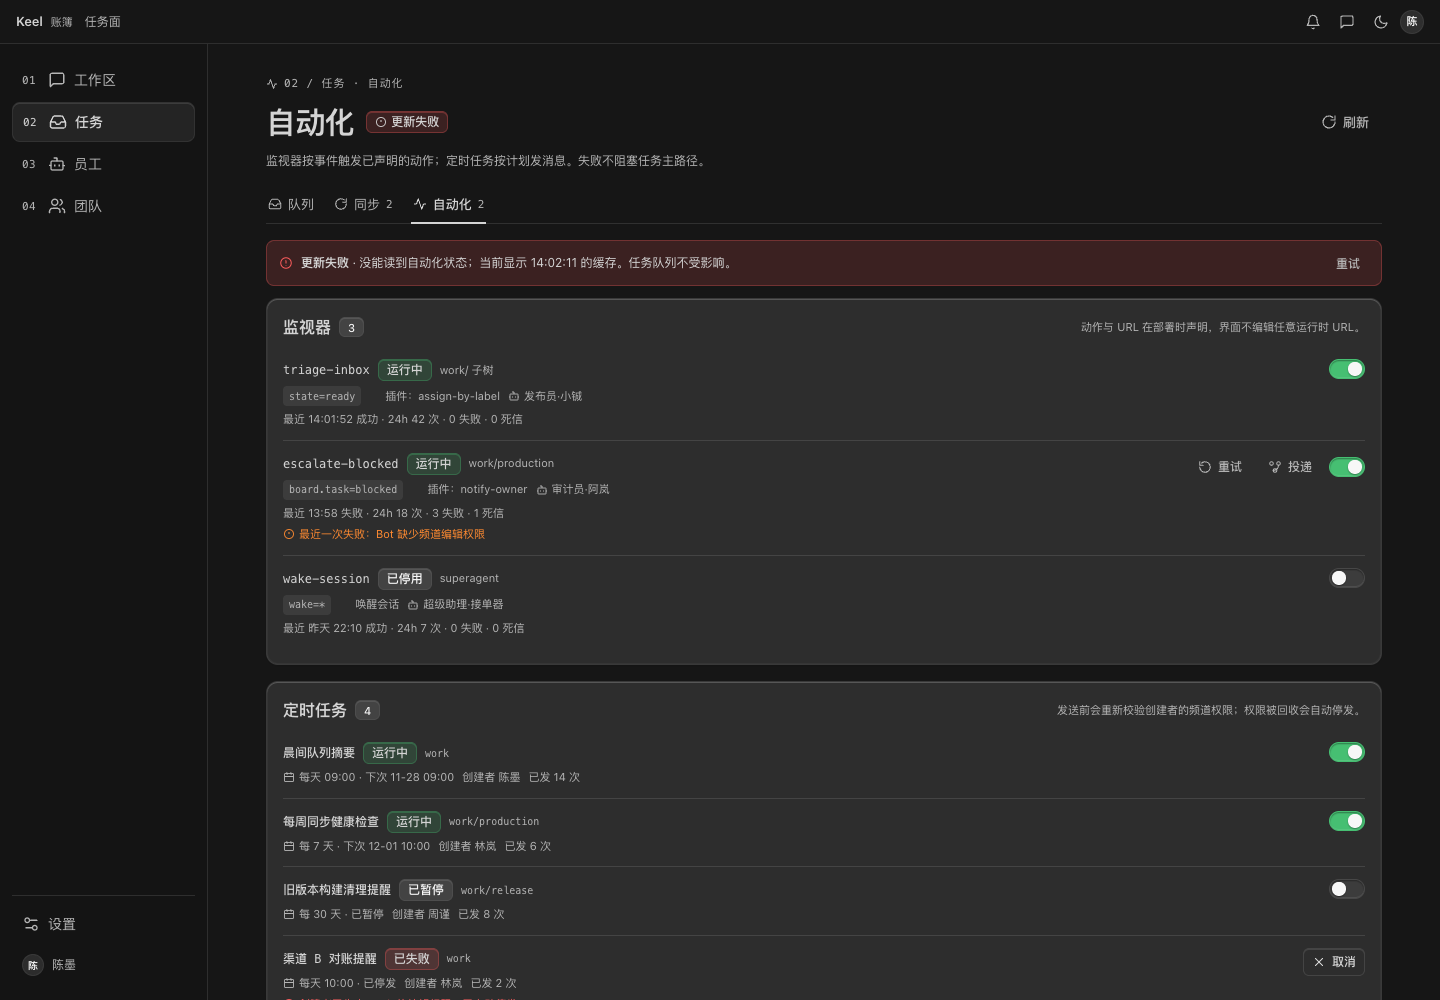 Keel 账簿 任务面
陈
01 工作区
02 任务
03 员工
04 团队
设置
陈 陈墨
02 / 任务 · 自动化
自动化 更新失败
刷新
监视器按事件触发已声明的动作；定时任务按计划发消息。失败不阻塞任务主路径。
队列 同步 2 自动化 2
更新失败 · 没能读到自动化状态；当前显示 14:02:11 的缓存。任务队列不受影响。
重试
监视器 3
动作与 URL 在部署时声明，界面不编辑任意运行时 URL。
triage-inbox 运行中 work/ 子树
state=ready 插件：assign-by-label 发布员·小铖
最近 14:01:52 成功 · 24h 42 次 · 0 失败 · 0 死信
escalate-blocked 运行中 work/production
重试 投递
board.task=blocked 插件：notify-owner 审计员·阿岚
最近 13:58 失败 · 24h 18 次 · 3 失败 · 1 死信
最近一次失败：Bot 缺少频道编辑权限
wake-session 已停用 superagent
wake=* 唤醒会话 超级助理·接单器
最近 昨天 22:10 成功 · 24h 7 次 · 0 失败 · 0 死信
定时任务 4
发送前会重新校验创建者的频道权限；权限被回收会自动停发。
晨间队列摘要 运行中 work
每天 09:00 · 下次 11-28 09:00 创建者 陈墨 已发 14 次
每周同步健康检查 运行中 work/production
每 7 天 · 下次 12-01 10:00 创建者 林岚 已发 6 次
旧版本构建清理提醒 已暂停 work/release
每 30 天 · 已暂停 创建者 周谨 已发 8 次
渠道 B 对账提醒 已失败 work
取消
每天 10:00 · 已停发 创建者 林岚 已发 2 次